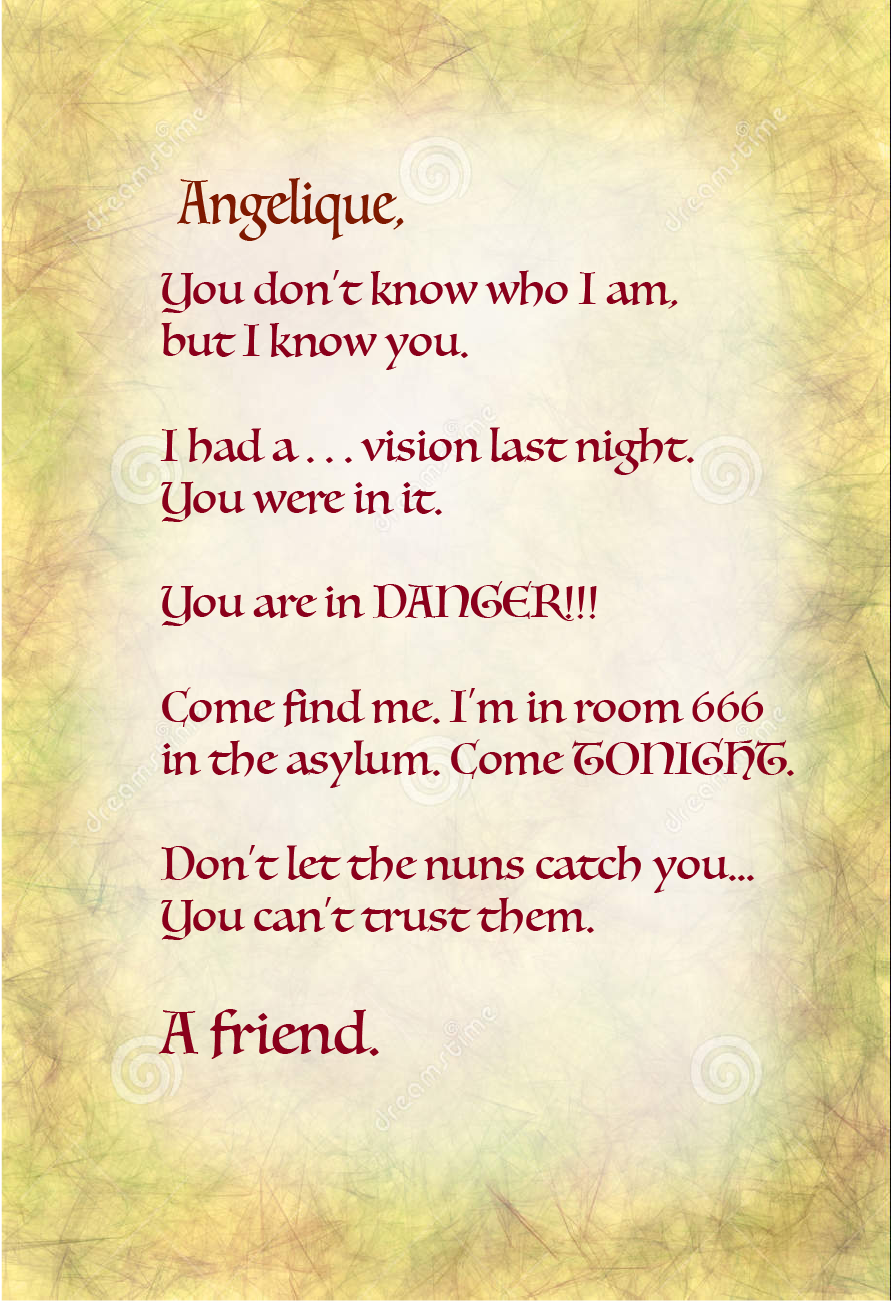 Angelique,
You don't know who I am,
but I know you.
I had a . . . vision last night.
You were in it.
You are in DANGER!!!
Come find me. I'm in room 666
in the asylum. Come TONIGHT.
Don't let the nuns catch you...
You can't trust them.
A friend.
dreamstime
dreamstime
dreamstime
dreamstime
dreamstime
dreamstime